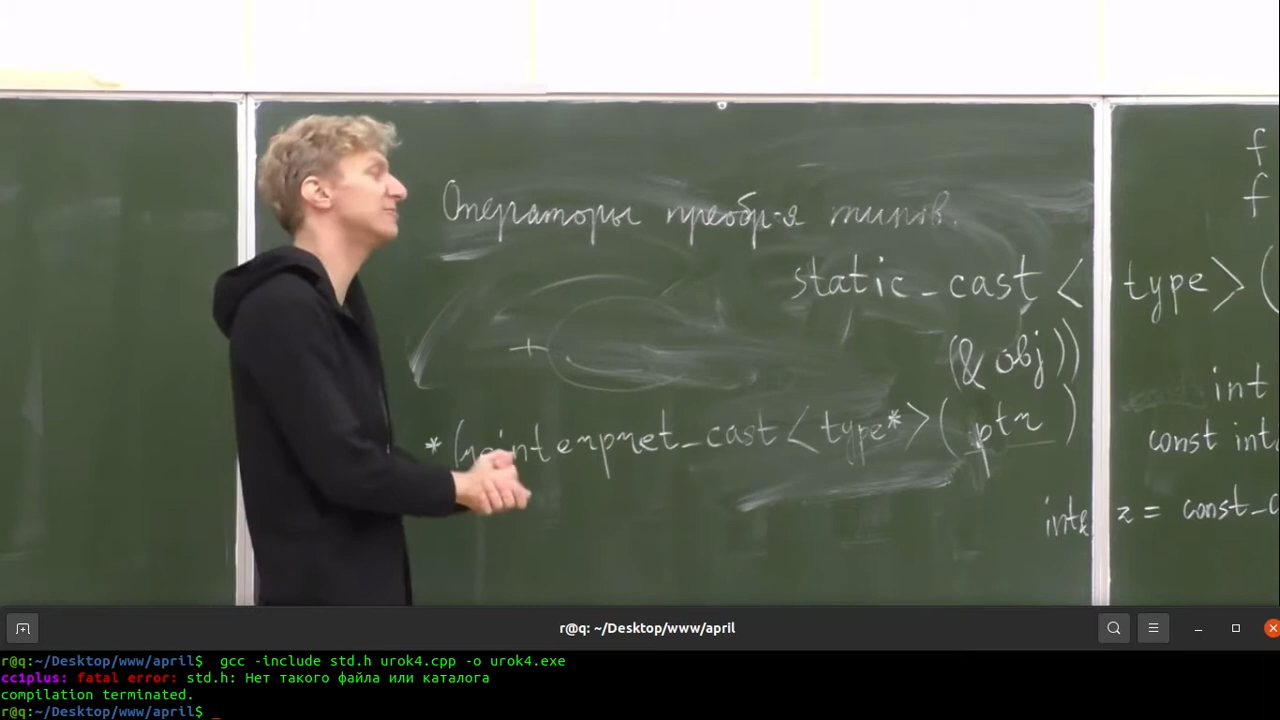 Операторы преобр-я типов.
static_cast < type > (
(& obj))
*(reinterpret_cast < type* > ( ptr )
f
f
int
const int
int& z = const_c
r@q: ~/Desktop/www/april
r@q:~/Desktop/www/april$  gcc -include std.h urok4.cpp -o urok4.exe
cc1plus: fatal error: std.h: Нет такого файла или каталога
compilation terminated.
r@q:~/Desktop/www/april$ _